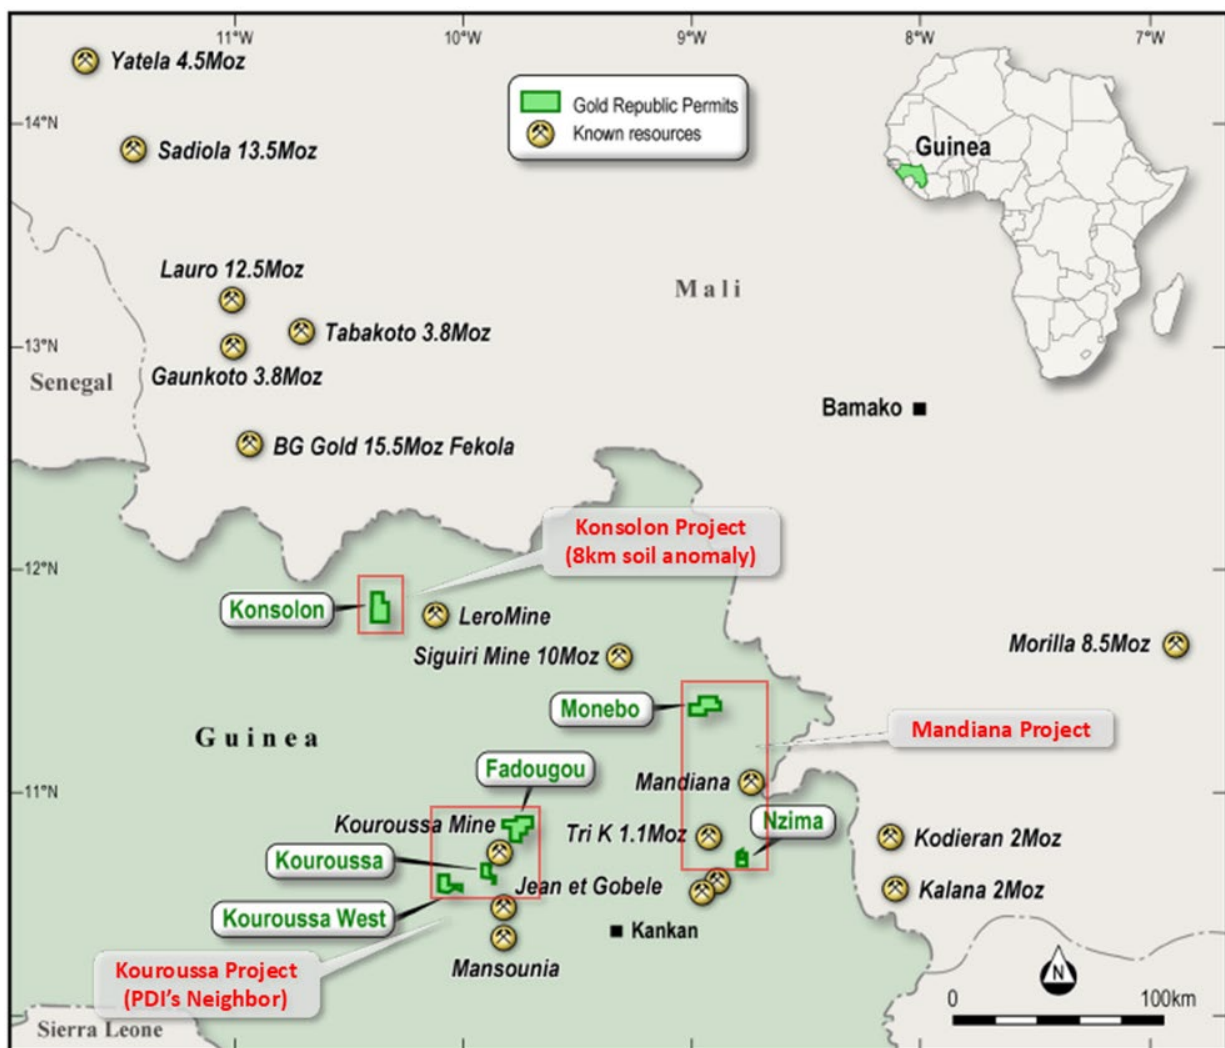 11°W
10°W
9°W
8°W
7°W
Yatela 4.5Moz
Gold Republic Permits
Known resources
14°N
Guinea
Sadiola 13.5Moz
Lauro 12.5Moz
Mali
Tabakoto 3.8Moz
13°N
Gaunkoto 3.8Moz
Senegal
Bamako
BG Gold 15.5Moz Fekola
Konsolon Project
(8km soil anomaly)
12°N
Konsolon
LeroMine
Siguiri Mine 10Moz
Morilla 8.5Moz
Monebo
Mandiana Project
Guinea
Fadougou
Mandiana
11°N
Kouroussa Mine
Tri K 1.1Moz
Nzima
Kodieran 2Moz
Kouroussa
Jean et Gobele
Kalana 2Moz
Kouroussa West
Kankan
Mansounia
Kouroussa Project
(PDI's Neighbor)
N
0
100km
Sierra Leone